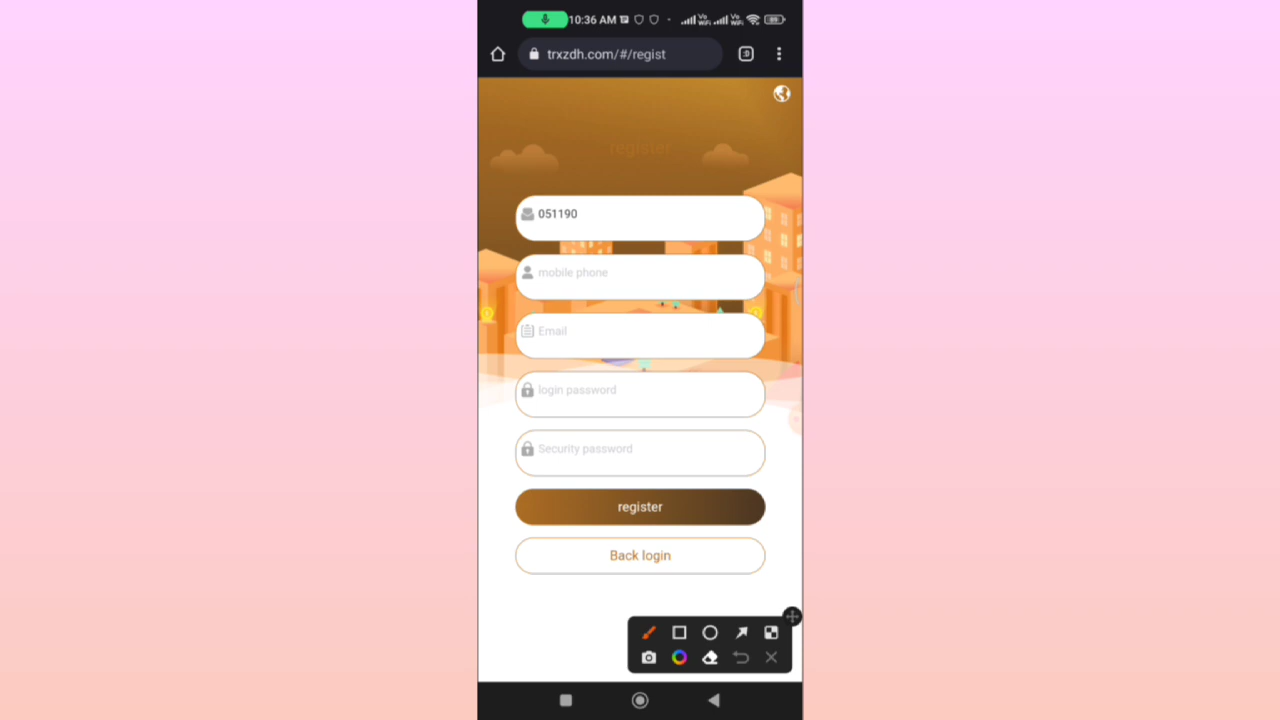 10:36 AM
trxzdh.com/#/regist
register
051190
mobile phone
Email
login password
Security password
register
Back login